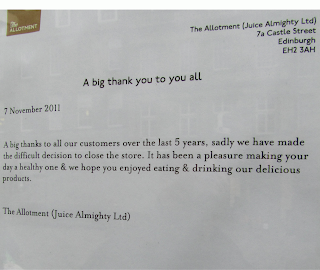 The
ALLOTMENT
The Allotment (Juice Almighty Ltd)
7a Castle Street
Edinburgh
EH2 3AH
A big thank you to you all
7 November 2011
A big thanks to all our customers over the last 5 years, sadly we have made
the difficult decision to close the store. It has been a pleasure making your
day a healthy one & we hope you enjoyed eating & drinking our delicious
products.
The Allotment (Juice Almighty Ltd)